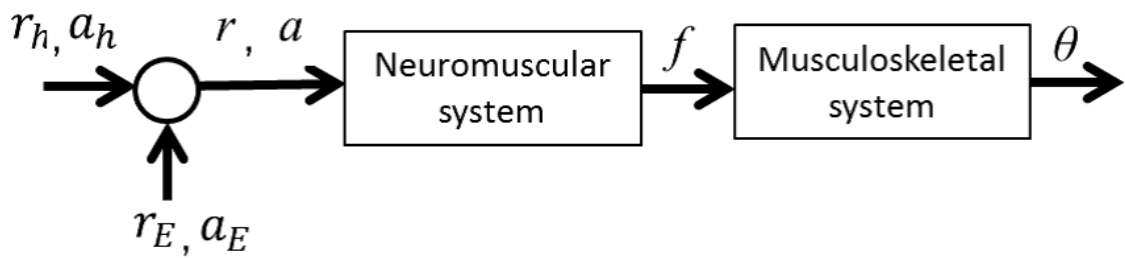 r_h, a_h
r, a
Neuromuscular
system
f
Musculoskeletal
system
θ
r_E, a_E